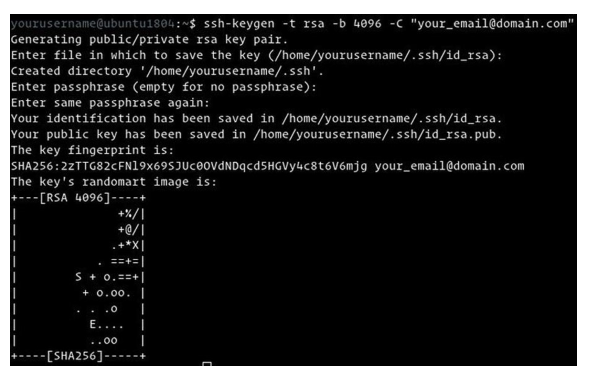 yourusername@ubuntu1804:~$ ssh-keygen -t rsa -b 4096 -C "your_email@domain.com"
Generating public/private rsa key pair.
Enter file in which to save the key (/home/yourusername/.ssh/id_rsa):
Created directory '/home/yourusername/.ssh'.
Enter passphrase (empty for no passphrase):
Enter same passphrase again:
Your identification has been saved in /home/yourusername/.ssh/id_rsa.
Your public key has been saved in /home/yourusername/.ssh/id_rsa.pub.
The key fingerprint is:
SHA256:2zTTG82cFNl9x69SJUc0OVdNDqcd5HGVy4c8t6V6mjg your_email@domain.com
The key's randomart image is:
+---[RSA 4096]----+
|              +%/|
|              +@/|
|             .+*X|
|           . ==+=|
|        S + o.==+|
|         + o.oo. |
|        . . .o   |
|          E....  |
|          ..oo   |
+----[SHA256]-----+